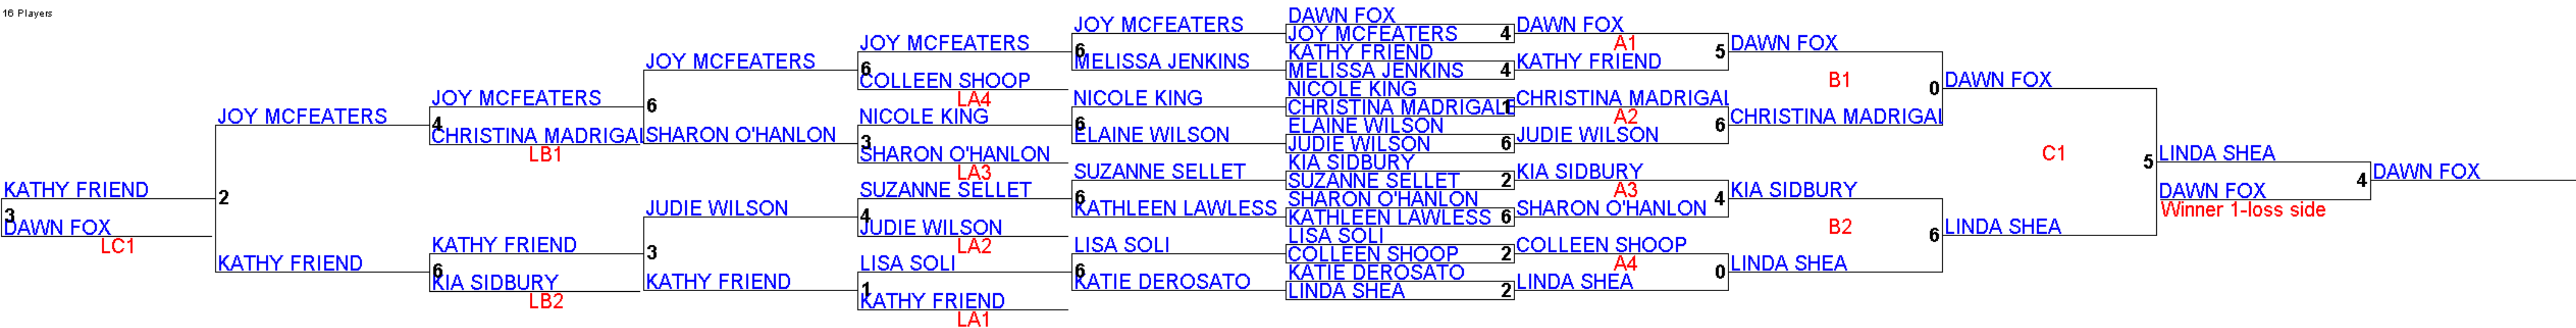 16 Players
KATHY FRIEND
3
DAWN FOX
LC1
JOY MCFEATERS
2
KATHY FRIEND
JOY MCFEATERS
4
CHRISTINA MADRIGAL
LB1
KATHY FRIEND
6
KIA SIDBURY
LB2
JOY MCFEATERS
6
SHARON O'HANLON
JUDIE WILSON
3
KATHY FRIEND
JOY MCFEATERS
6
COLLEEN SHOOP
LA4
NICOLE KING
3
SHARON O'HANLON
LA3
SUZANNE SELLET
4
JUDIE WILSON
LA2
LISA SOLI
1
KATHY FRIEND
LA1
JOY MCFEATERS
6
MELISSA JENKINS
NICOLE KING
6
ELAINE WILSON
SUZANNE SELLET
6
KATHLEEN LAWLESS
LISA SOLI
6
KATIE DEROSATO
DAWN FOX
JOY MCFEATERS 4
KATHY FRIEND
MELISSA JENKINS 4
NICOLE KING
CHRISTINA MADRIGAL 1
ELAINE WILSON
JUDIE WILSON 6
KIA SIDBURY
SUZANNE SELLET 2
SHARON O'HANLON
KATHLEEN LAWLESS 6
LISA SOLI
COLLEEN SHOOP 2
KATIE DEROSATO
LINDA SHEA 2
DAWN FOX
A1 5
KATHY FRIEND
CHRISTINA MADRIGAL
A2 6
JUDIE WILSON
KIA SIDBURY
A3 4
SHARON O'HANLON
COLLEEN SHOOP
A4 0
LINDA SHEA
DAWN FOX
B1 0
CHRISTINA MADRIGAL
KIA SIDBURY
B2 6
LINDA SHEA
DAWN FOX
C1 5
LINDA SHEA
LINDA SHEA
4
DAWN FOX
Winner 1-loss side
DAWN FOX